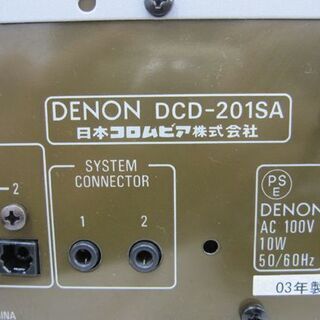 DENON DCD-201SA
日本コロムビア株式会社
SYSTEM
CONNECTOR
2
1 2
PS
E
DENON
AC 100V
10W
50/60Hz
03年製
INA